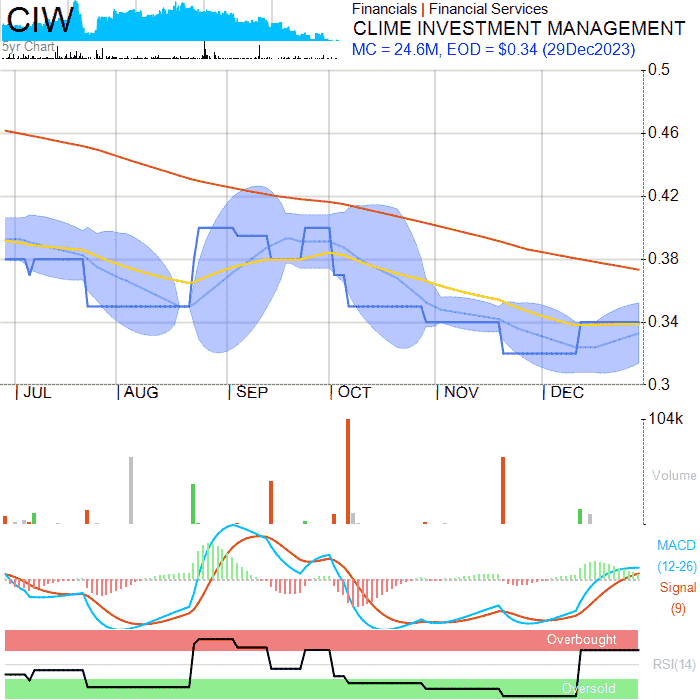 CIW
5yr Chart
Financials | Financial Services
CLIME INVESTMENT MANAGEMENT
MC = 24.6M, EOD = $0.34 (29Dec2023)
0.5
0.46
0.42
0.38
0.34
0.3
JUL AUG SEP OCT NOV DEC
104k
Volume
MACD
(12-26)
Signal
(9)
Overbought
RSI(14)
Oversold